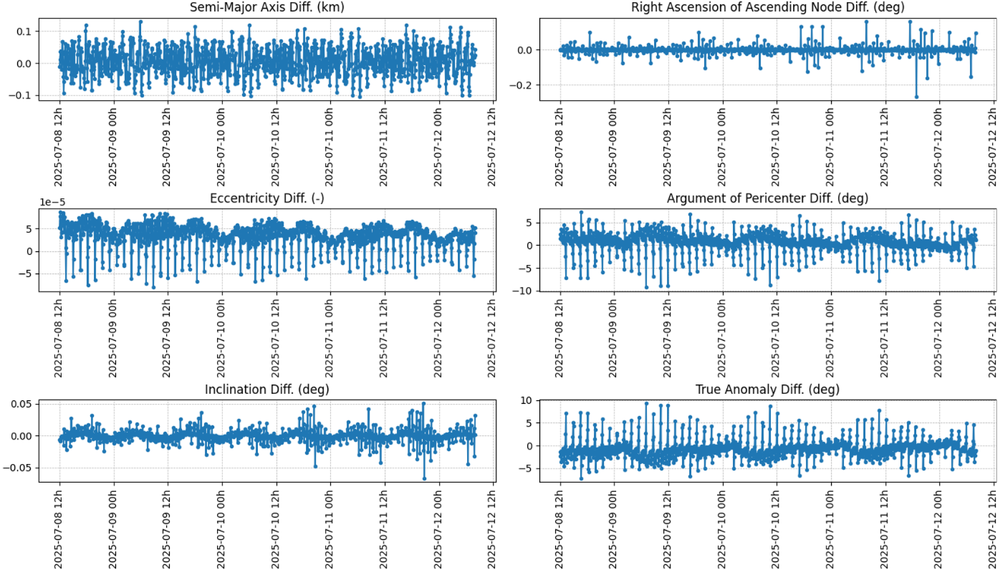 Semi-Major Axis Diff. (km)
0.1
0.0
−0.1
2025-07-08 12h
2025-07-09 00h
2025-07-09 12h
2025-07-10 00h
2025-07-10 12h
2025-07-11 00h
2025-07-11 12h
2025-07-12 00h
2025-07-12 12h
Right Ascension of Ascending Node Diff. (deg)
0.0
−0.2
2025-07-08 12h
2025-07-09 00h
2025-07-09 12h
2025-07-10 00h
2025-07-10 12h
2025-07-11 00h
2025-07-11 12h
2025-07-12 00h
2025-07-12 12h
Eccentricity Diff. (-)
1e−5
5
0
−5
2025-07-08 12h
2025-07-09 00h
2025-07-09 12h
2025-07-10 00h
2025-07-10 12h
2025-07-11 00h
2025-07-11 12h
2025-07-12 00h
2025-07-12 12h
Argument of Pericenter Diff. (deg)
5
0
−5
−10
2025-07-08 12h
2025-07-09 00h
2025-07-09 12h
2025-07-10 00h
2025-07-10 12h
2025-07-11 00h
2025-07-11 12h
2025-07-12 00h
2025-07-12 12h
Inclination Diff. (deg)
0.05
0.00
−0.05
2025-07-08 12h
2025-07-09 00h
2025-07-09 12h
2025-07-10 00h
2025-07-10 12h
2025-07-11 00h
2025-07-11 12h
2025-07-12 00h
2025-07-12 12h
True Anomaly Diff. (deg)
10
5
0
−5
2025-07-08 12h
2025-07-09 00h
2025-07-09 12h
2025-07-10 00h
2025-07-10 12h
2025-07-11 00h
2025-07-11 12h
2025-07-12 00h
2025-07-12 12h